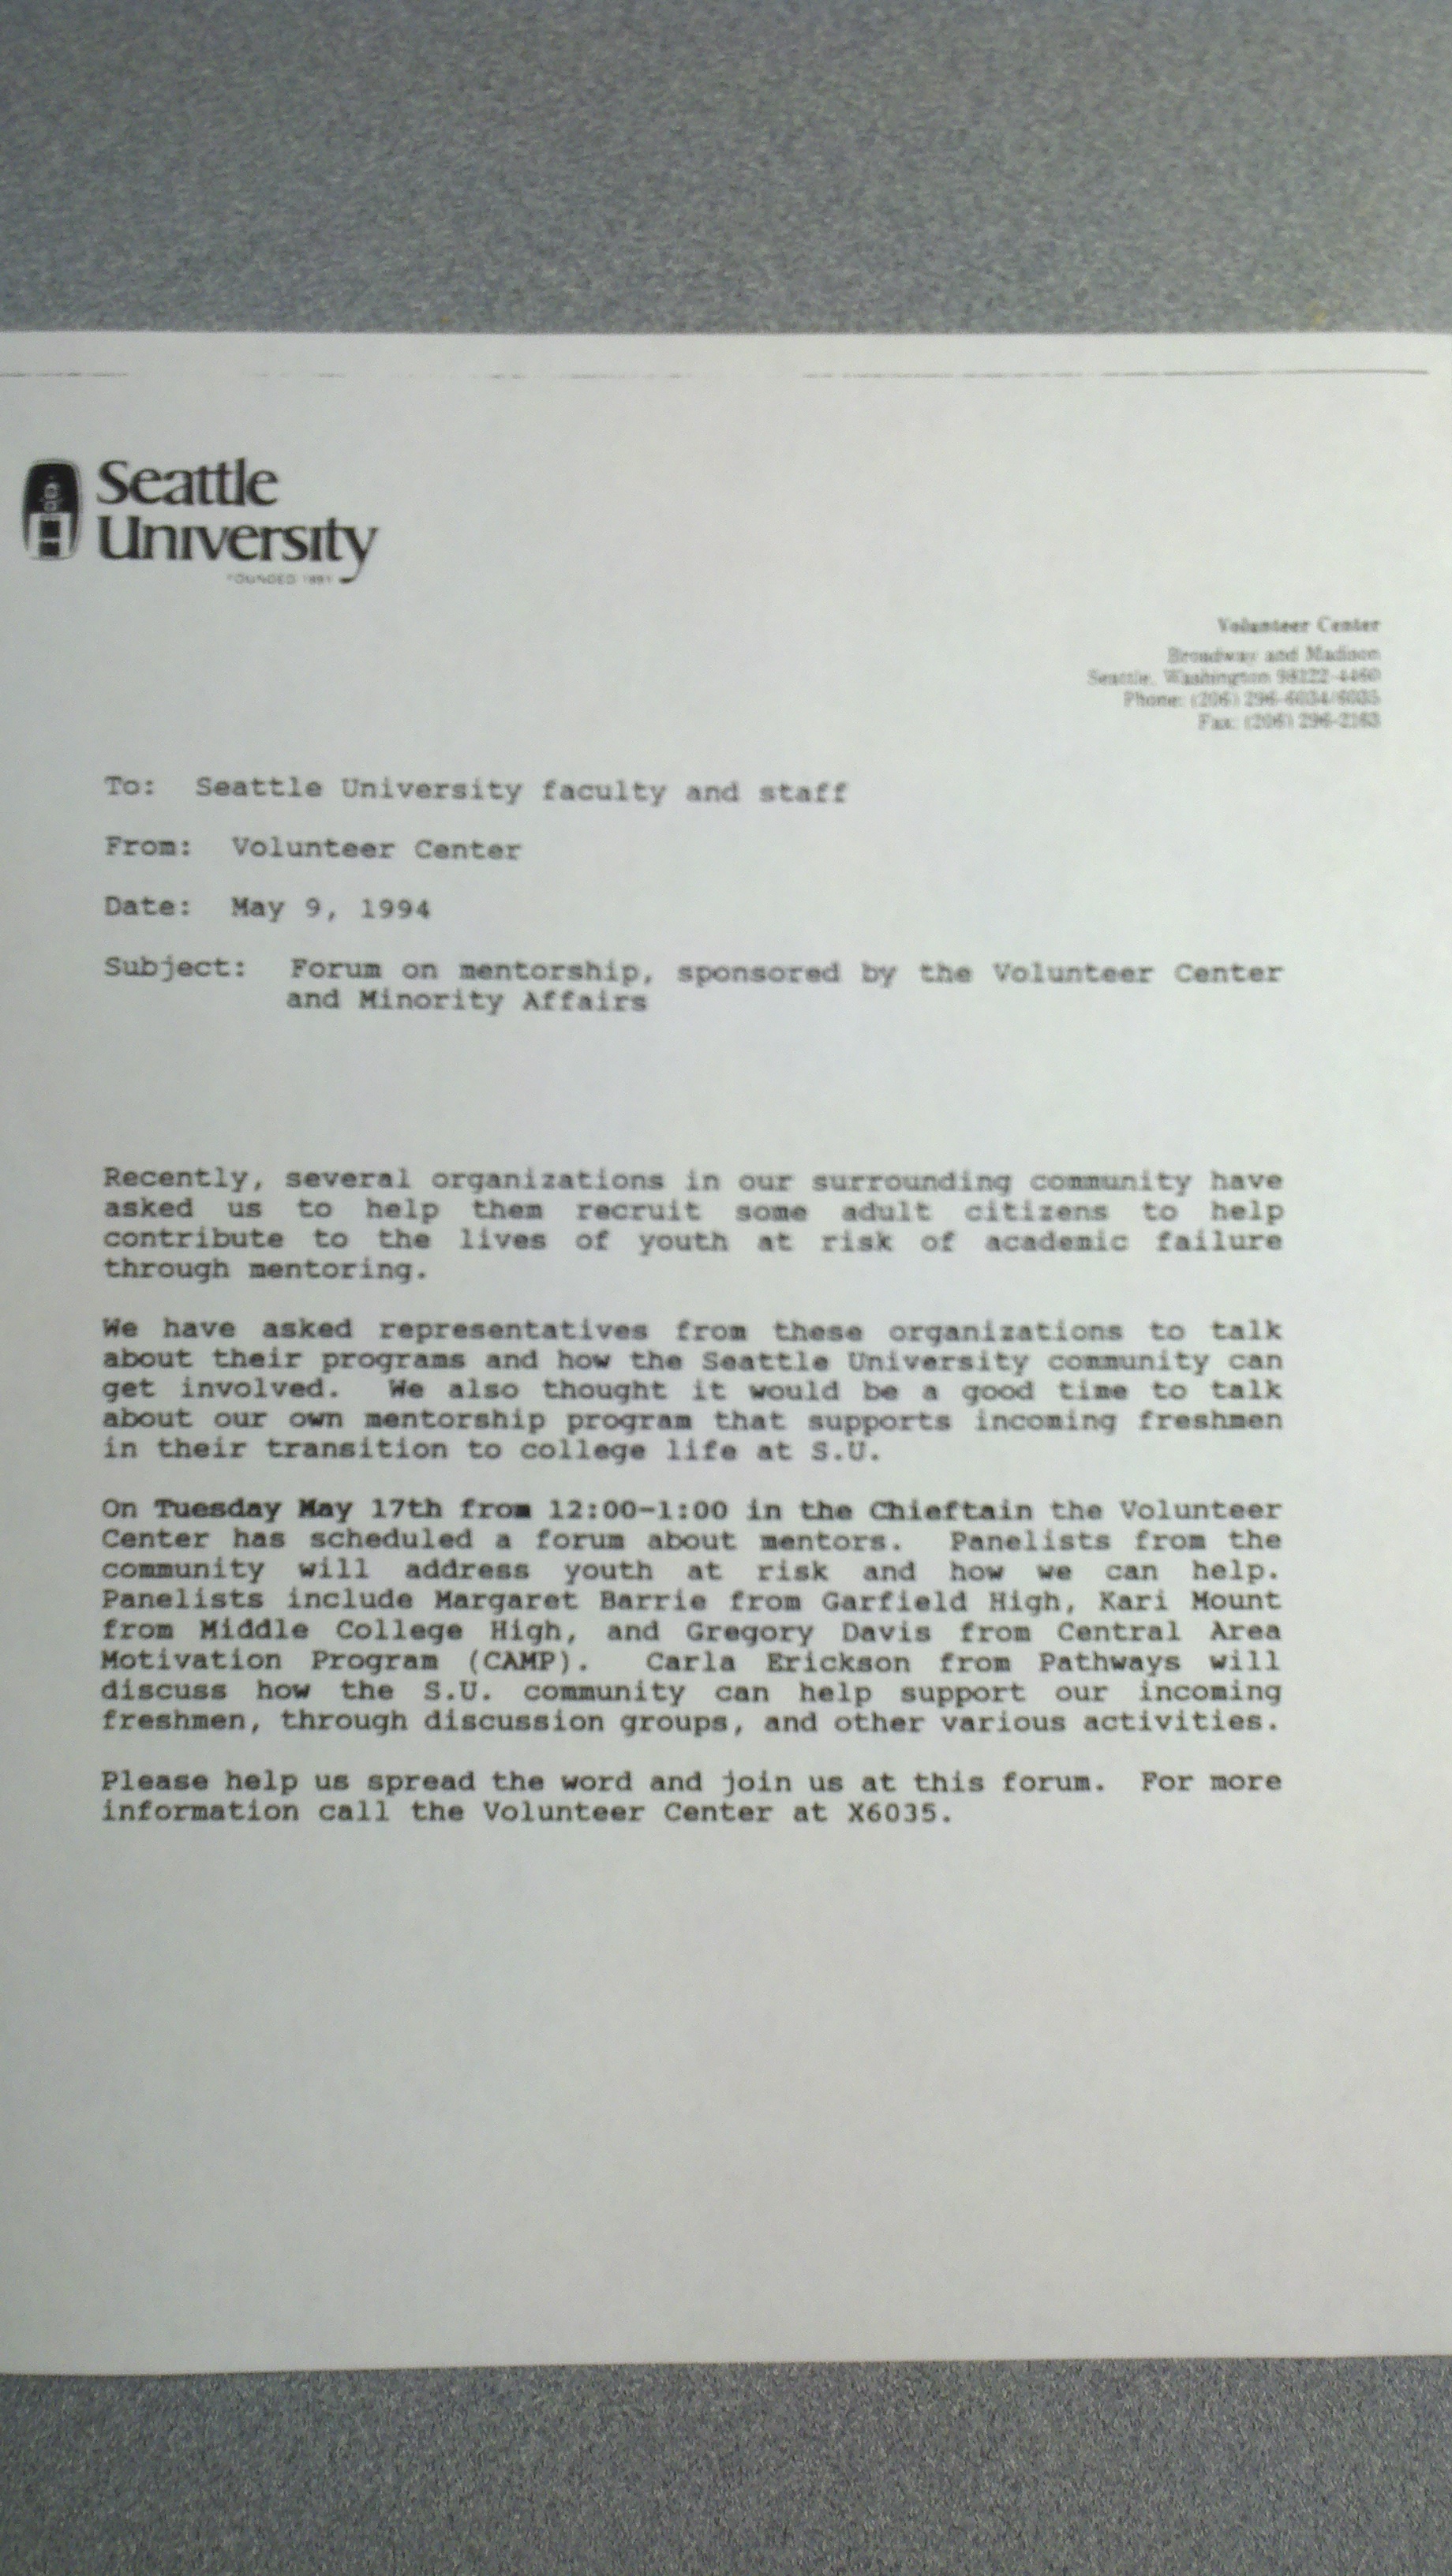 Seattle
University
FOUNDED 1891
Volunteer Center
Broadway and Madison
Seattle, Washington 98122-4460
Phone: (206) 296-6034/6035
Fax: (206) 296-2163
To: Seattle University faculty and staff
From: Volunteer Center
Date: May 9, 1994
Subject: Forum on mentorship, sponsored by the Volunteer Center
and Minority Affairs
Recently, several organizations in our surrounding community have
asked us to help them recruit some adult citizens to help
contribute to the lives of youth at risk of academic failure
through mentoring.
We have asked representatives from these organizations to talk
about their programs and how the Seattle University community can
get involved. We also thought it would be a good time to talk
about our own mentorship program that supports incoming freshmen
in their transition to college life at S.U.
On Tuesday May 17th from 12:00-1:00 in the Chieftain the Volunteer
Center has scheduled a forum about mentors. Panelists from the
community will address youth at risk and how we can help.
Panelists include Margaret Barrie from Garfield High, Kari Mount
from Middle College High, and Gregory Davis from Central Area
Motivation Program (CAMP). Carla Erickson from Pathways will
discuss how the S.U. community can help support our incoming
freshmen, through discussion groups, and other various activities.
Please help us spread the word and join us at this forum. For more
information call the Volunteer Center at X6035.